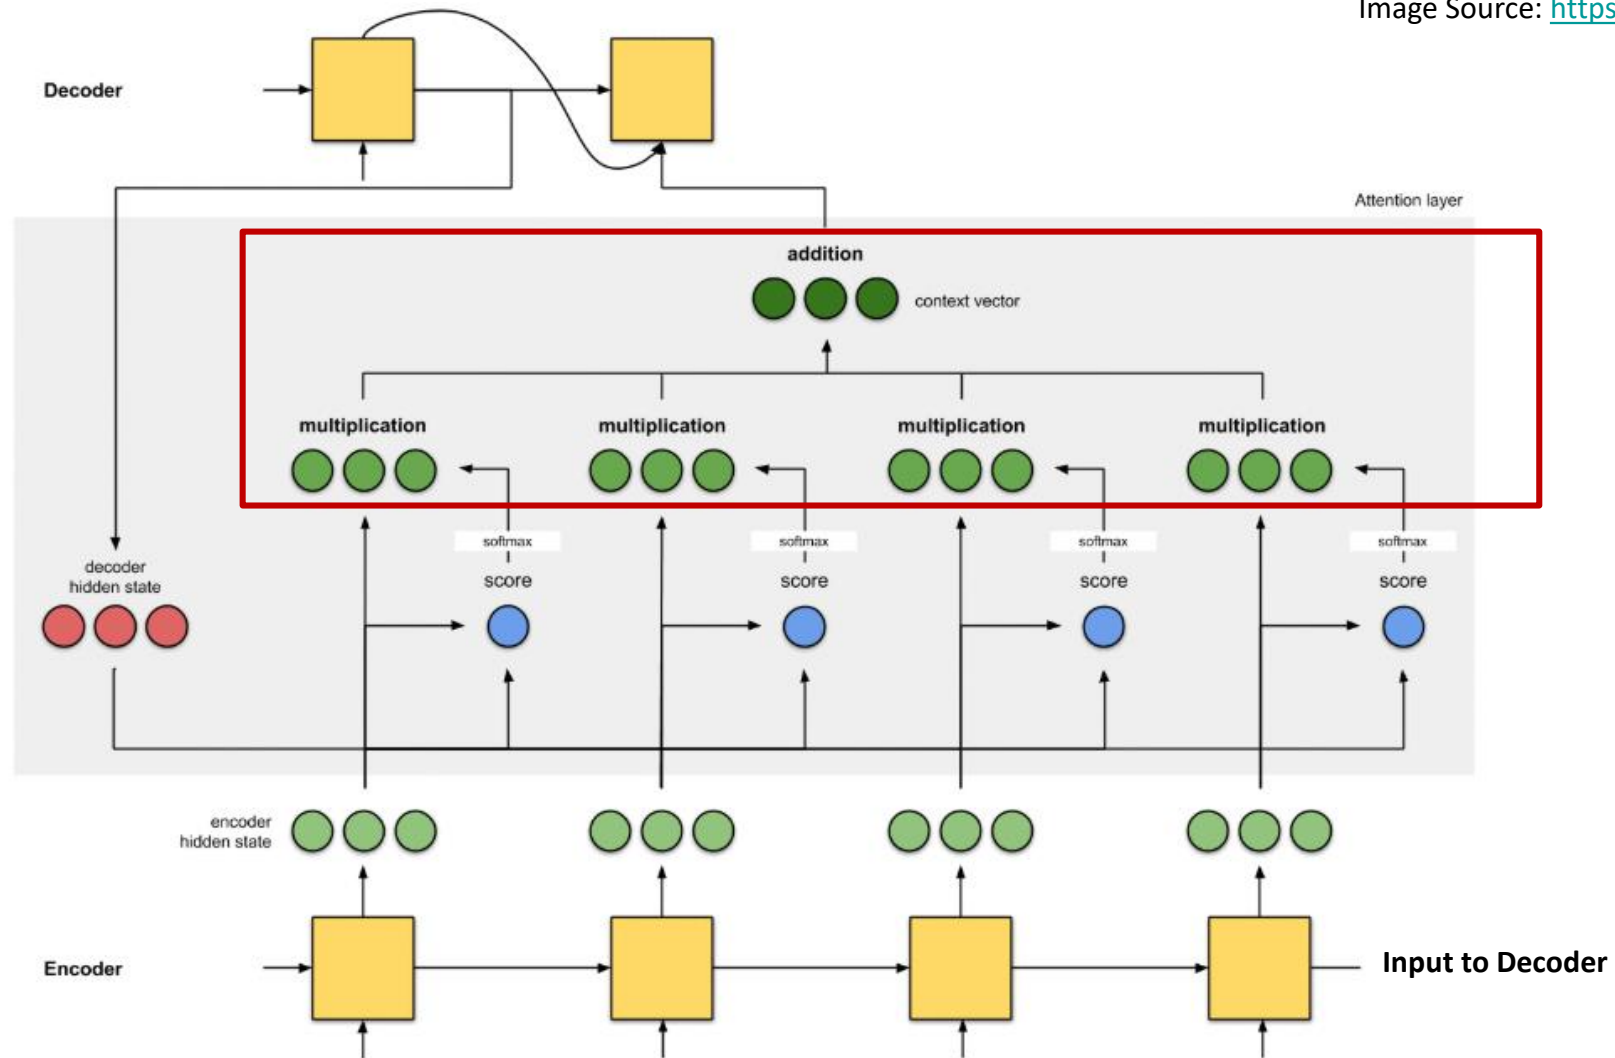 Image Source: https
Decoder
Attention layer
addition
context vector
multiplication multiplication multiplication multiplication
softmax softmax softmax softmax
decoder
hidden state
score score score score
encoder
hidden state
Encoder
Input to Decoder